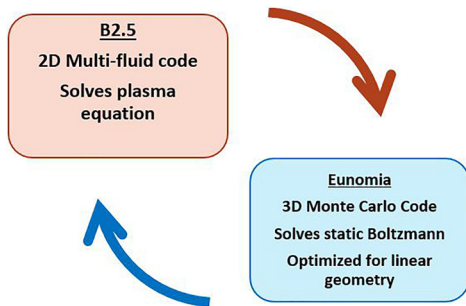 B2.5
2D Multi-fluid code
Solves plasma
equation
Eunomia
3D Monte Carlo Code
Solves static Boltzmann
Optimized for linear
geometry